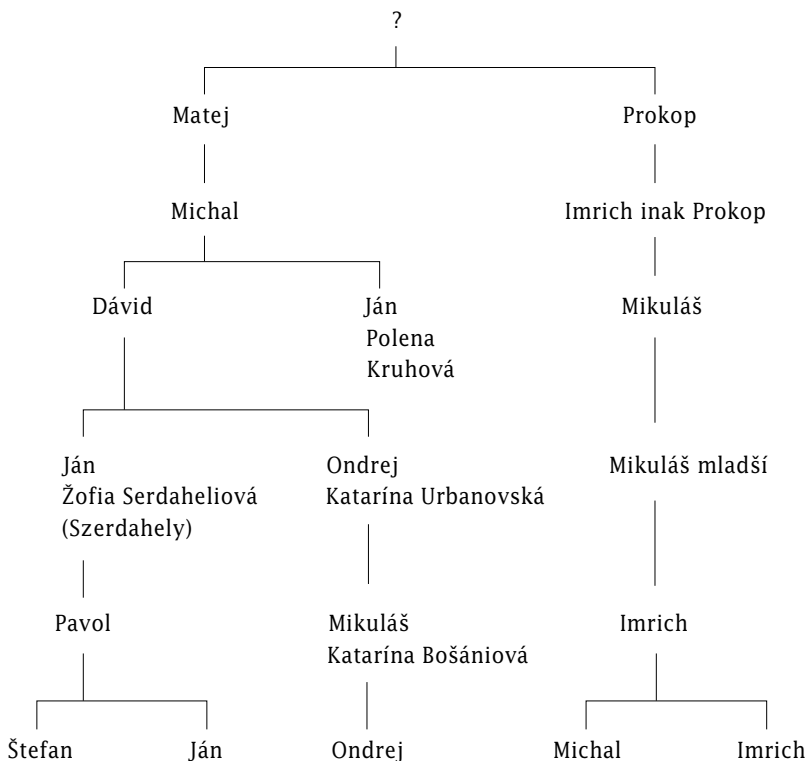 ?
Matej Prokop
Michal Imrich inak Prokop
Dávid Ján Mikuláš
Polena
Kruhová
Ján Ondrej Mikuláš mladší
Žofia Serdaheliová Katarína Urbanovská
(Szerdahely)
Pavol Mikuláš Imrich
Katarína Bošániová
Štefan Ján Ondrej Michal Imrich